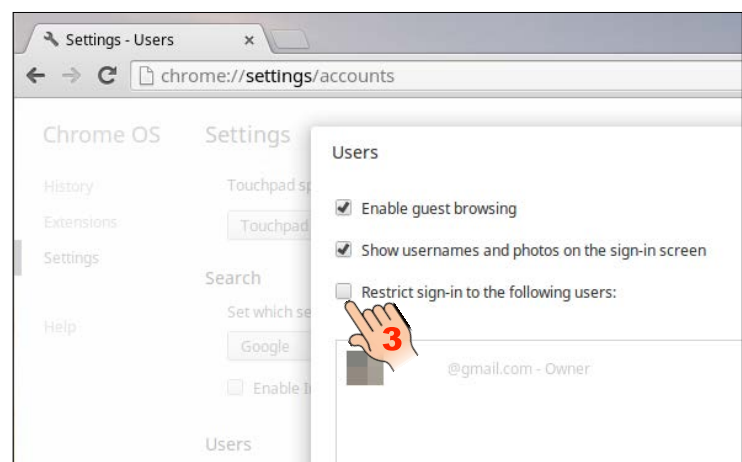 Settings - Users
chrome://settings/accounts
Chrome OS
Settings
Users
History
Touchpad
Enable guest browsing
Extensions
Touchpad
Show usernames and photos on the sign-in screen
Settings
Search
Restrict sign-in to the following users:
Set which
Help
3
Google
@gmail.com - Owner
Enable
Users